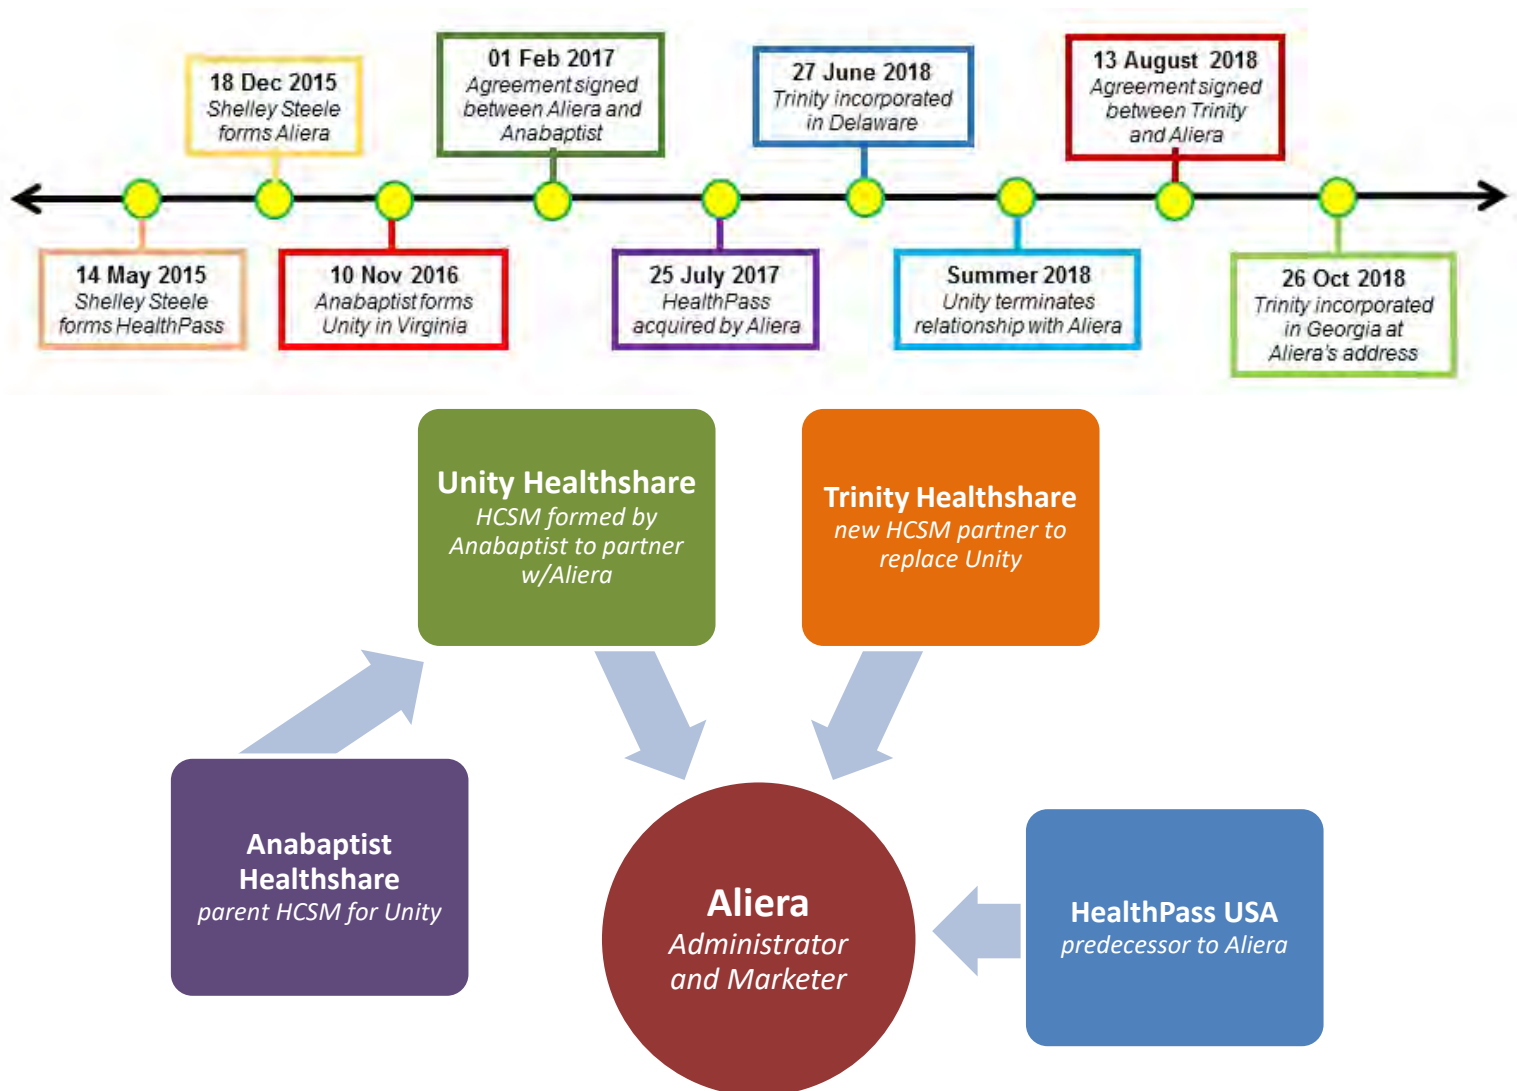 18 Dec 2015
Shelley Steele
forms Aliera
01 Feb 2017
Agreement signed
between Aliera and
Anabaptist
27 June 2018
Trinity incorporated
in Delaware
13 August 2018
Agreement signed
between Trinity
and Aliera
14 May 2015
Shelley Steele
forms HealthPass
10 Nov 2016
Anabaptist forms
Unity in Virginia
25 July 2017
HealthPass
acquired by Aliera
Summer 2018
Unity terminates
relationship with Aliera
26 Oct 2018
Trinity incorporated
in Georgia at
Aliera's address
Unity Healthshare
HCSM formed by
Anabaptist to partner
w/Aliera
Trinity Healthshare
new HCSM partner to
replace Unity
Anabaptist
Healthshare
parent HCSM for Unity
Aliera
Administrator
and Marketer
HealthPass USA
predecessor to Aliera